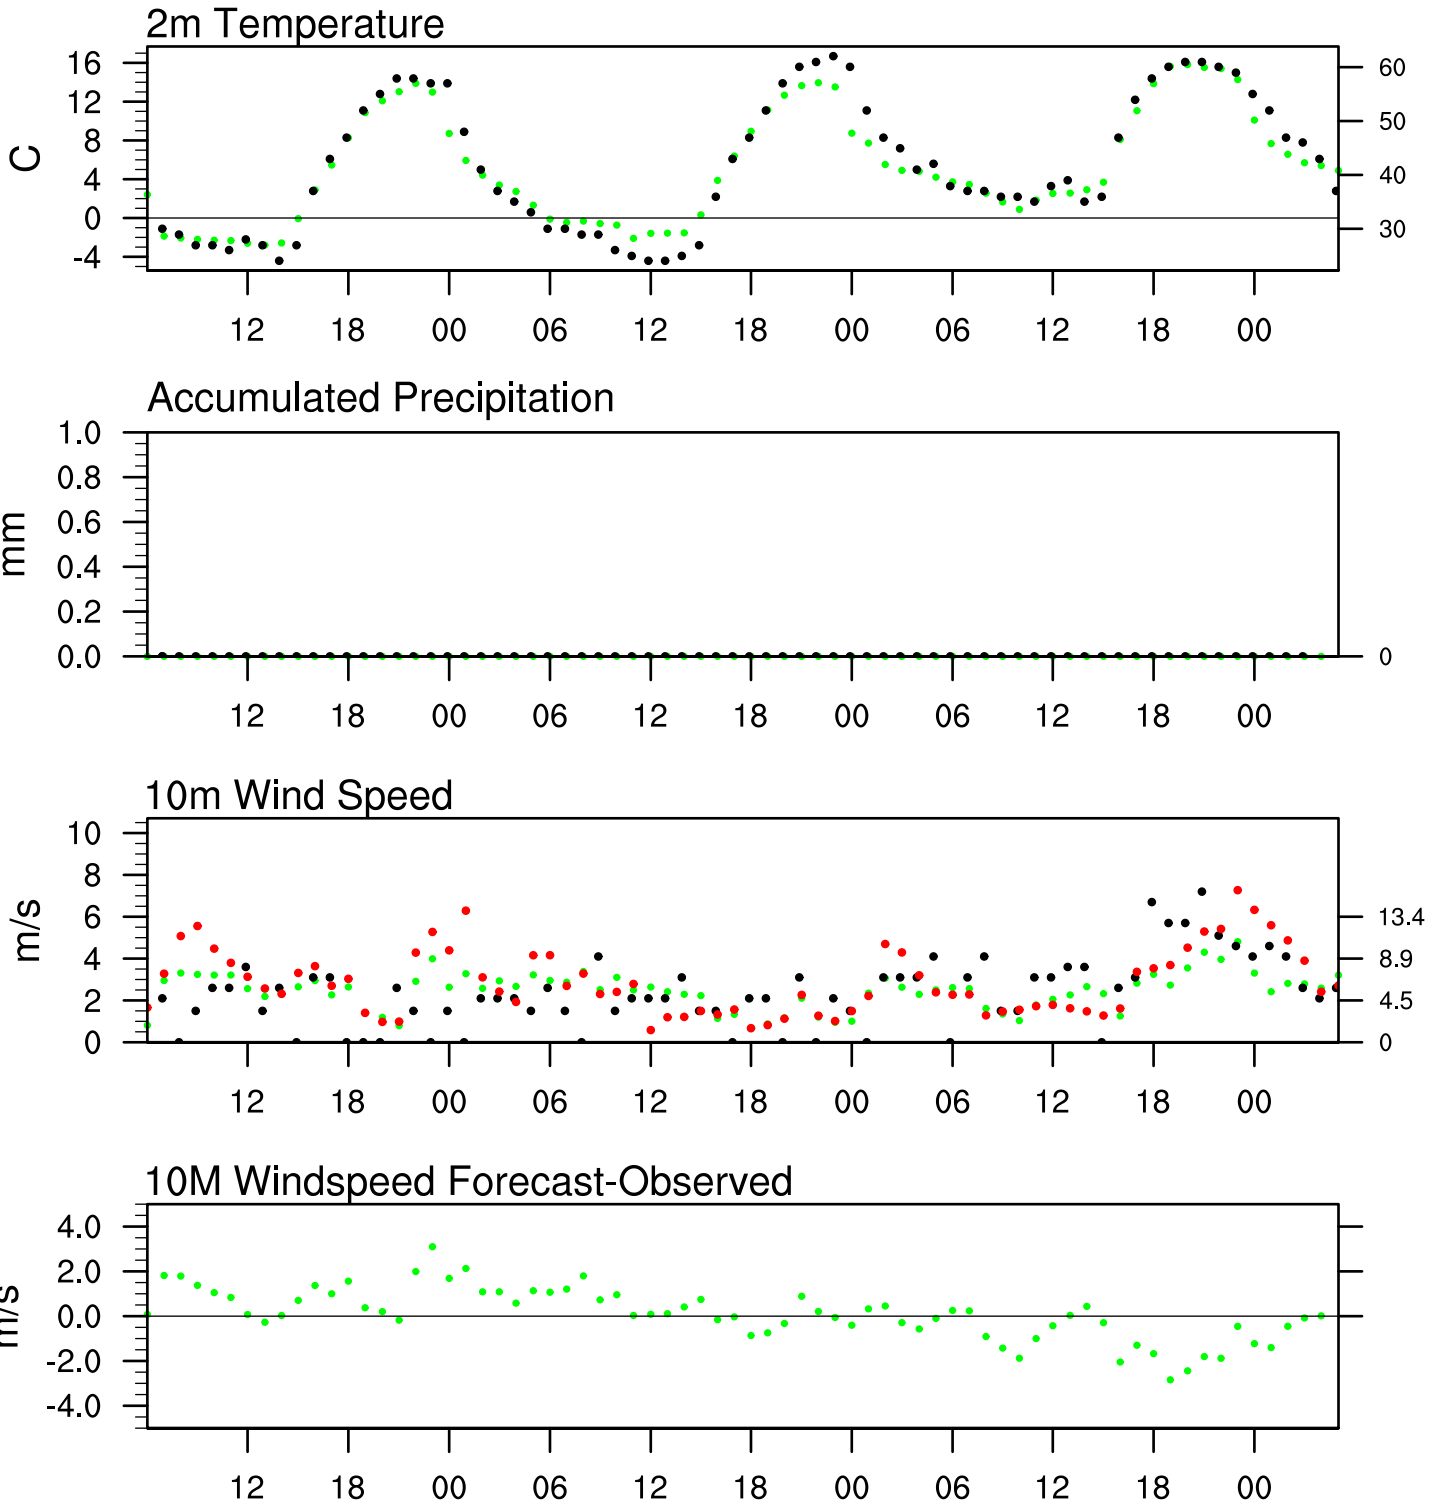 2m Temperature
16
12
8
4
0
-4
C
60
50
40
30
12 18 00 06 12 18 00 06 12 18 00
Accumulated Precipitation
1.0
0.8
0.6
0.4
0.2
0.0
mm
0
12 18 00 06 12 18 00 06 12 18 00
10m Wind Speed
10
8
6
4
2
0
m/s
13.4
8.9
4.5
0
12 18 00 06 12 18 00 06 12 18 00
10M Windspeed Forecast-Observed
4.0
2.0
0.0
-2.0
-4.0
m/s
12 18 00 06 12 18 00 06 12 18 00